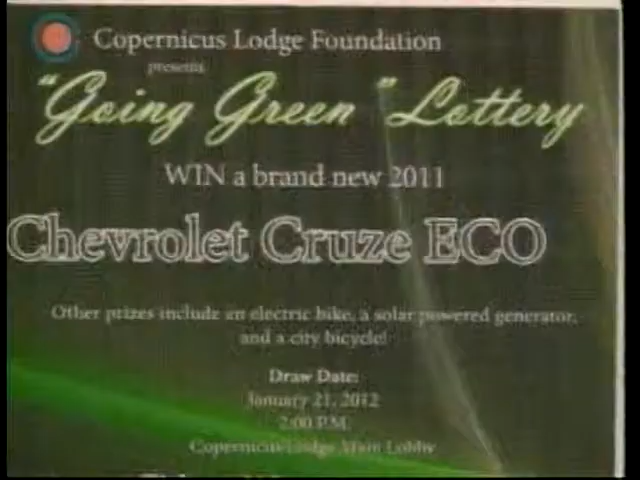 Copernicus Lodge Foundation
presents
"Going Green" Lottery
WIN a brand new 2011
Chevrolet Cruze ECO
Other prizes include an electric bike, a solar powered generator,
and a city bicycle!
Draw Date:
January 21, 2012
2:00 P.M.
Copernicus Lodge Main Lobby